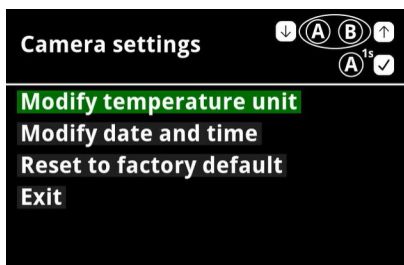 Camera settings
↓ A B ↑
A 1s ✓
Modify temperature unit
Modify date and time
Reset to factory default
Exit